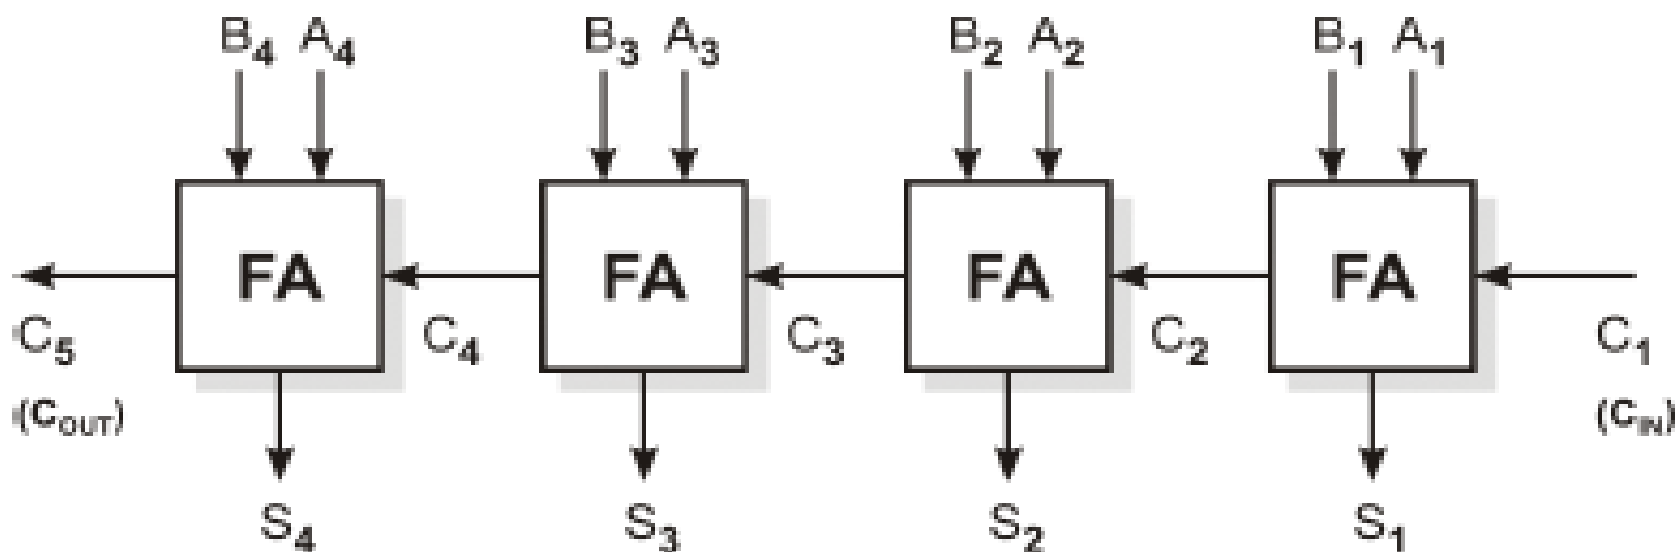 B4 A4 B3 A3 B2 A2 B1 A1
FA FA FA FA
C5 C4 C3 C2 C1
(COUT) (CIN)
S4 S3 S2 S1